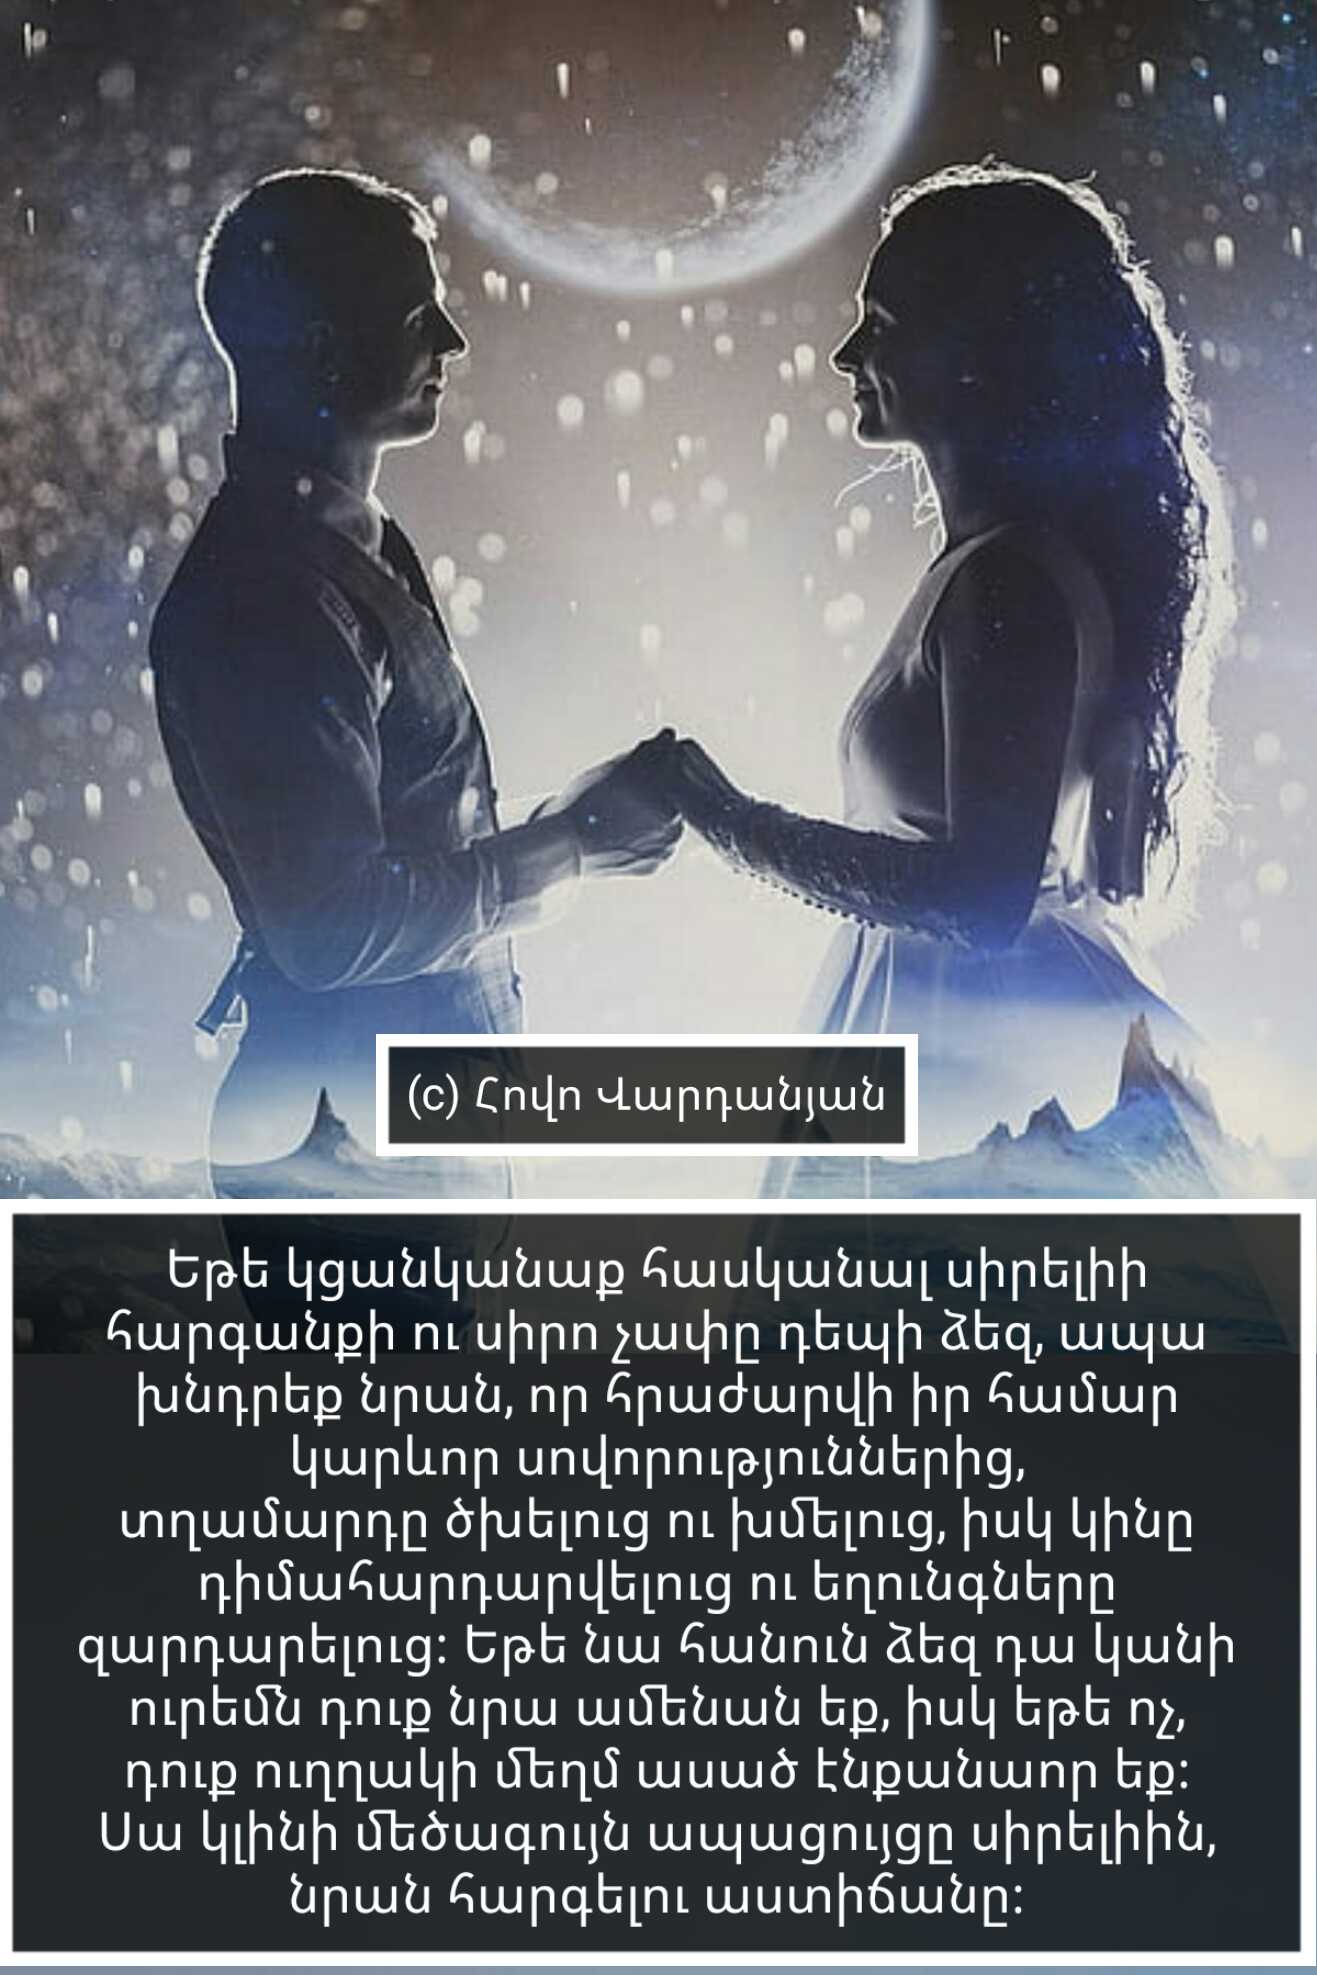 (c) Հովո Վարդանյան
Եթե կցանկանաք հասկանալ սիրելիի
հարգանքի ու սիրո չափը դեպի ձեզ, ապա
խնդրեք նրան, որ հրաժարվի իր համար
կարևոր սովորություններից,
տղամարդը ծխելուց ու խմելուց, իսկ կինը
դիմահարդարվելուց ու եղունգները
զարդարելուց: Եթե նա հանուն ձեզ դա կանի
ուրեմն դուք նրա ամենան եք, իսկ եթե ոչ,
դուք ուղղակի մեղմ ասած էնքանաոր եք:
Սա կլինի մեծագույն ապացույցը սիրելիին,
նրան հարգելու աստիճանը: